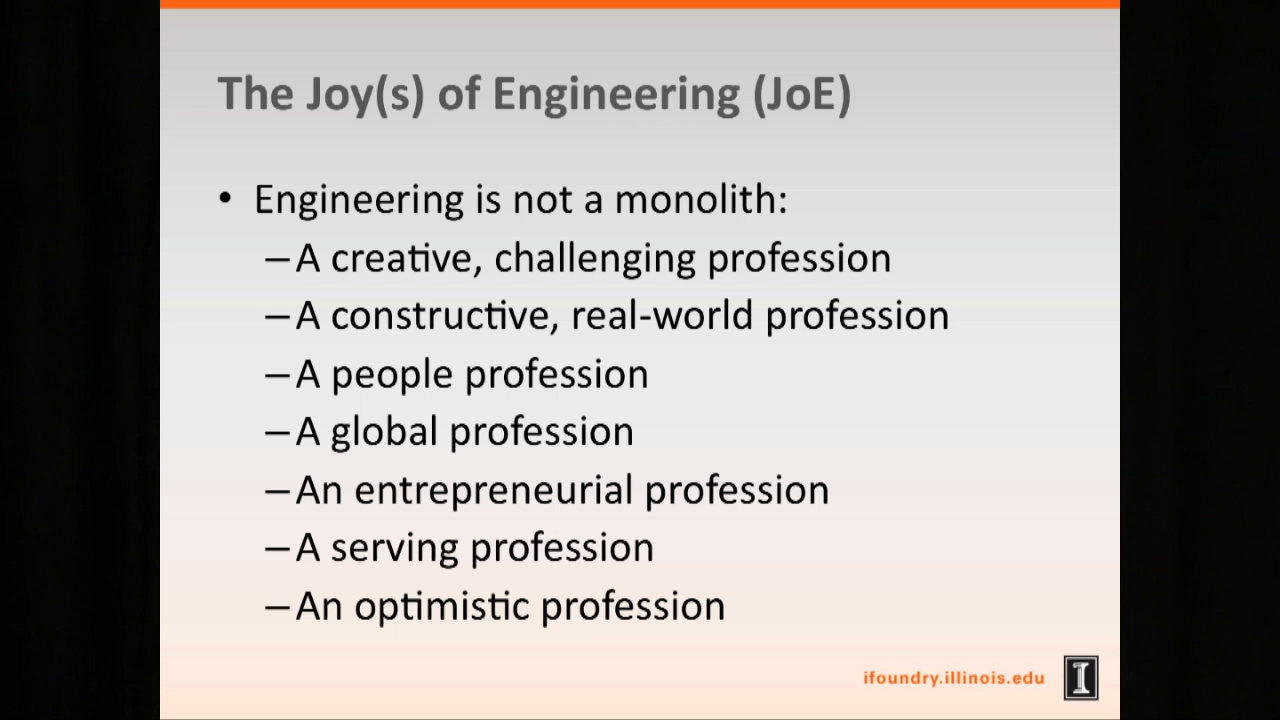 The Joy(s) of Engineering (JoE)
• Engineering is not a monolith:
– A creative, challenging profession
– A constructive, real-world profession
– A people profession
– A global profession
– An entrepreneurial profession
– A serving profession
– An optimistic profession
ifoundry.illinois.edu I